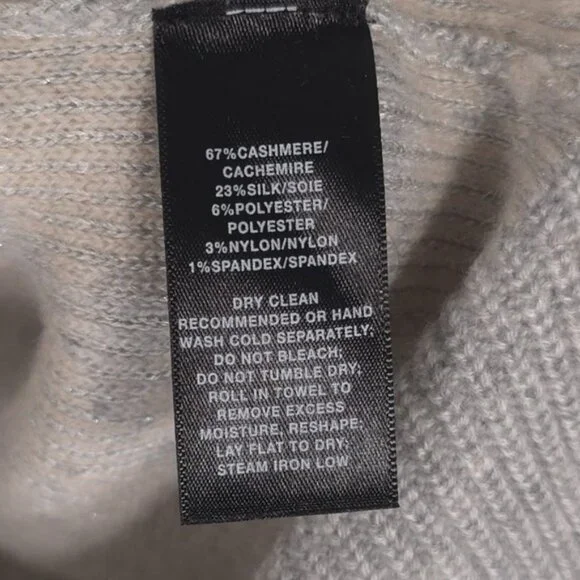 67%CASHMERE/
CACHEMIRE
23%SILK/SOIE
6%POLYESTER/
POLYESTER
3%NYLON/NYLON
1%SPANDEX/SPANDEX
DRY CLEAN
RECOMMENDED OR HAND
WASH COLD SEPARATELY;
DO NOT BLEACH;
DO NOT TUMBLE DRY;
ROLL IN TOWEL TO
REMOVE EXCESS
MOISTURE, RESHAPE;
LAY FLAT TO DRY;
STEAM IRON LOW